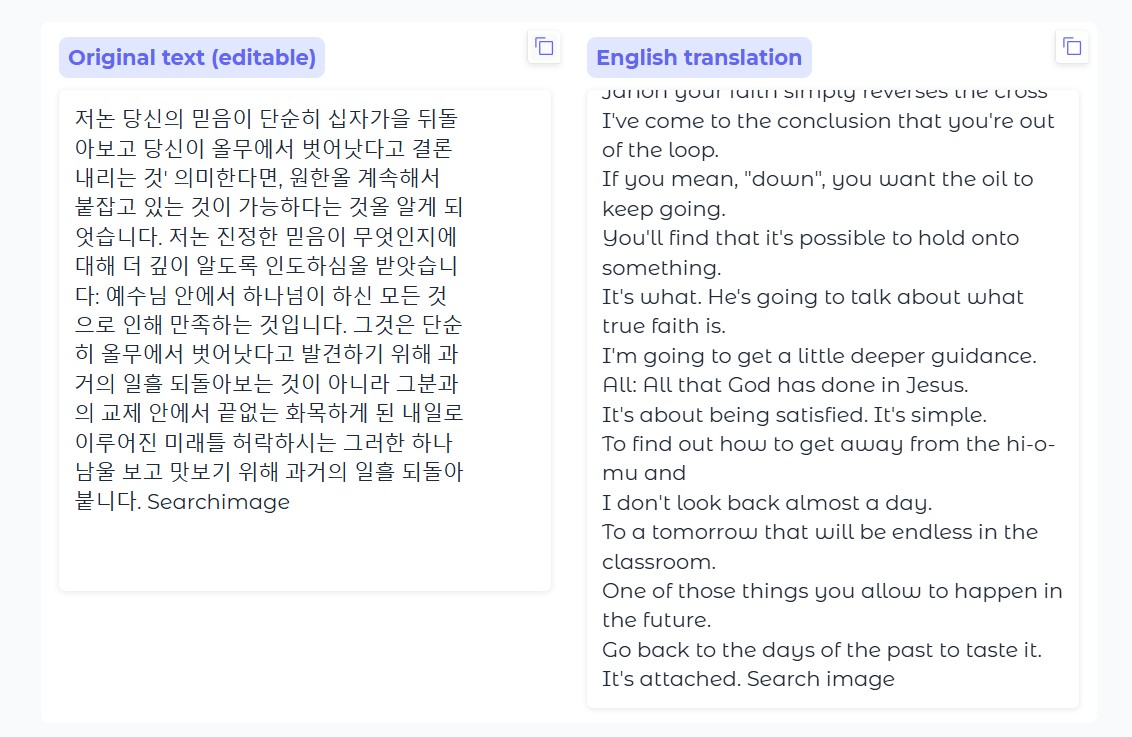 Original text (editable)
저논 당신의 믿음이 단순히 십자가을 뒤돌
아보고 당신이 올무에서 벗어낫다고 결론
내리는 것' 의미한다면, 원한올 계속해서
붙잡고 있는 것이 가능하다는 것올 알게 되
엇습니다. 저논 진정한 믿음이 무엇인지에
대해 더 깊이 알도록 인도하심올 받앗습니
다: 예수님 안에서 하나넘이 하신 모든 것
으로 인해 만족하는 것입니다. 그것은 단순
히 올무에서 벗어낫다고 발견하기 위해 과
거의 일흘 되돌아보는 것이 아니라 그분과
의 교제 안에서 끝없는 화목하게 된 내일로
이루어진 미래틀 허락하시는 그러한 하나
남울 보고 맛보기 위해 과거의 일흘 되돌아
붙니다. Searchimage
English translation
Janon your faith simply reverses the cross
I've come to the conclusion that you're out
of the loop.
If you mean, "down", you want the oil to
keep going.
You'll find that it's possible to hold onto
something.
It's what. He's going to talk about what
true faith is.
I'm going to get a little deeper guidance.
All: All that God has done in Jesus.
It's about being satisfied. It's simple.
To find out how to get away from the hi-o-
mu and
I don't look back almost a day.
To a tomorrow that will be endless in the
classroom.
One of those things you allow to happen in
the future.
Go back to the days of the past to taste it.
It's attached. Search image